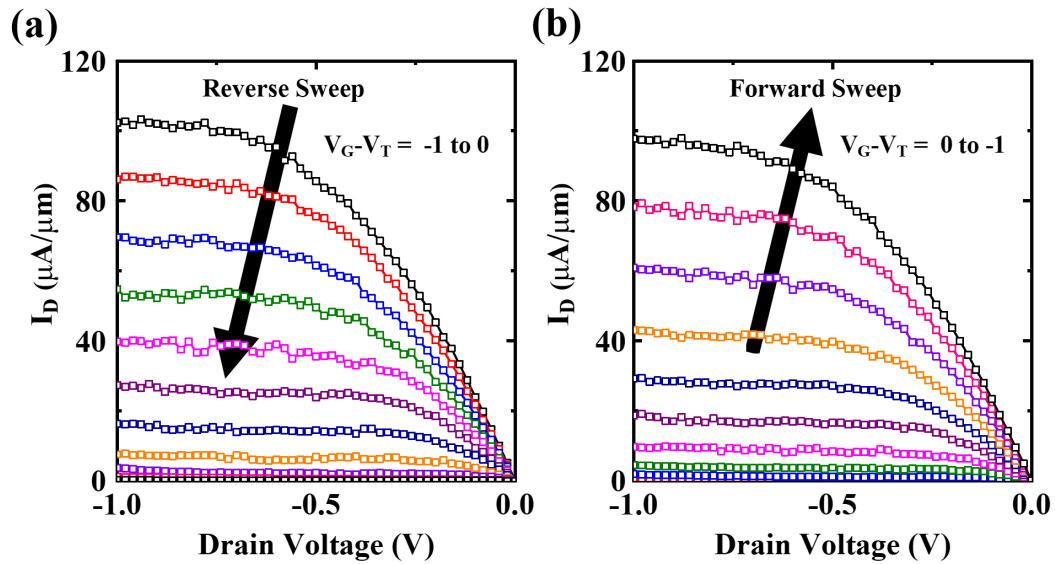 (a)
(b)
120
80
40
0
I_D (μA/μm)
Reverse Sweep
V_G-V_T = -1 to 0
-1.0
-0.5
0.0
Drain Voltage (V)
120
80
40
0
I_D (μA/μm)
Forward Sweep
V_G-V_T = 0 to -1
-1.0
-0.5
0.0
Drain Voltage (V)